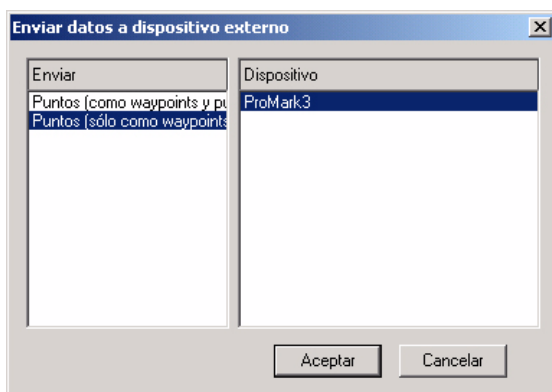 Enviar datos a dispositivo externo
Enviar Dispositivo
Puntos (como waypoints y pu ProMark3
Puntos (sólo como waypoints
Aceptar Cancelar